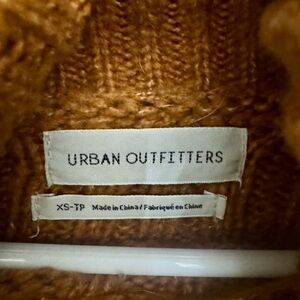 URBAN OUTFITTERS
XS-TP Made in China / Fabriqué en Chine